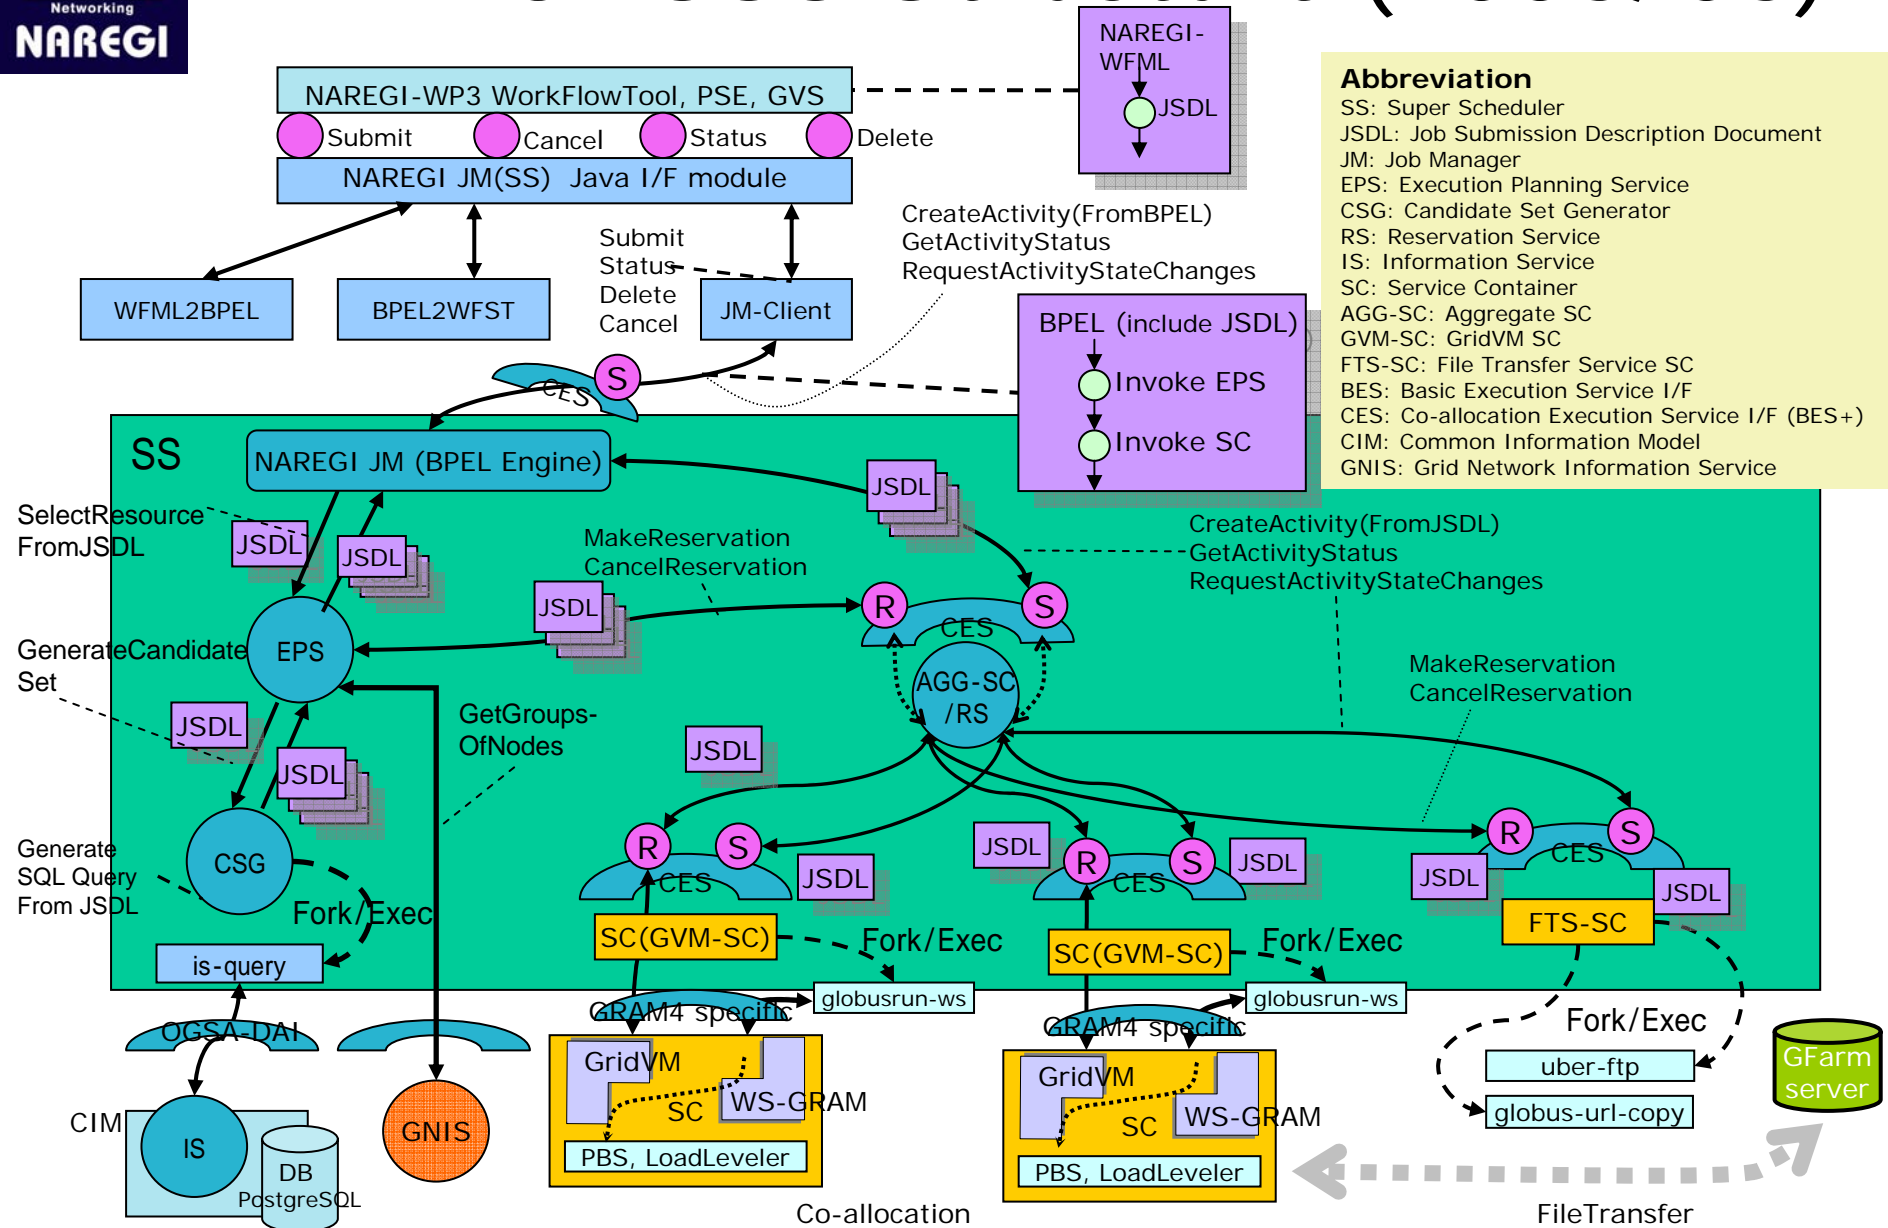 Networking
NAREGI
NAREGI-WP3 WorkFlowTool, PSE, GVS
Submit
Cancel
Status
Delete
NAREGI JM(SS) Java I/F module
NAREGI-
WFML
JSDL
Abbreviation
SS: Super Scheduler
JSDL: Job Submission Description Document
JM: Job Manager
EPS: Execution Planning Service
CSG: Candidate Set Generator
RS: Reservation Service
IS: Information Service
SC: Service Container
AGG-SC: Aggregate SC
GVM-SC: GridVM SC
FTS-SC: File Transfer Service SC
BES: Basic Execution Service I/F
CES: Co-allocation Execution Service I/F (BES+)
CIM: Common Information Model
GNIS: Grid Network Information Service
WFML2BPEL
BPEL2WFST
Submit
Status
Delete
Cancel
JM-Client
CreateActivity(FromBPEL)
GetActivityStatus
RequestActivityStateChanges
BPEL (include JSDL)
Invoke EPS
Invoke SC
S
CES
SS
NAREGI JM (BPEL Engine)
JSDL
SelectResource
FromJSDL
JSDL
JSDL
MakeReservation
CancelReservation
JSDL
CreateActivity(FromJSDL)
GetActivityStatus
RequestActivityStateChanges
R
S
CES
GenerateCandidate
Set
EPS
AGG-SC
/RS
MakeReservation
CancelReservation
JSDL
JSDL
GetGroups-
OfNodes
JSDL
CSG
Generate
SQL Query
From JSDL
Fork/Exec
is-query
R
S
CES
JSDL
JSDL
R
S
CES
JSDL
R
S
CES
JSDL
JSDL
SC(GVM-SC)
Fork/Exec
SC(GVM-SC)
Fork/Exec
FTS-SC
globusrun-ws
globusrun-ws
GRAM4 specific
GRAM4 specific
Fork/Exec
OGSA-DAI
CIM
IS
DB
PostgreSQL
GNIS
GridVM
SC
WS-GRAM
PBS, LoadLeveler
GridVM
SC
WS-GRAM
PBS, LoadLeveler
uber-ftp
globus-url-copy
GFarm
server
Co-allocation
FileTransfer